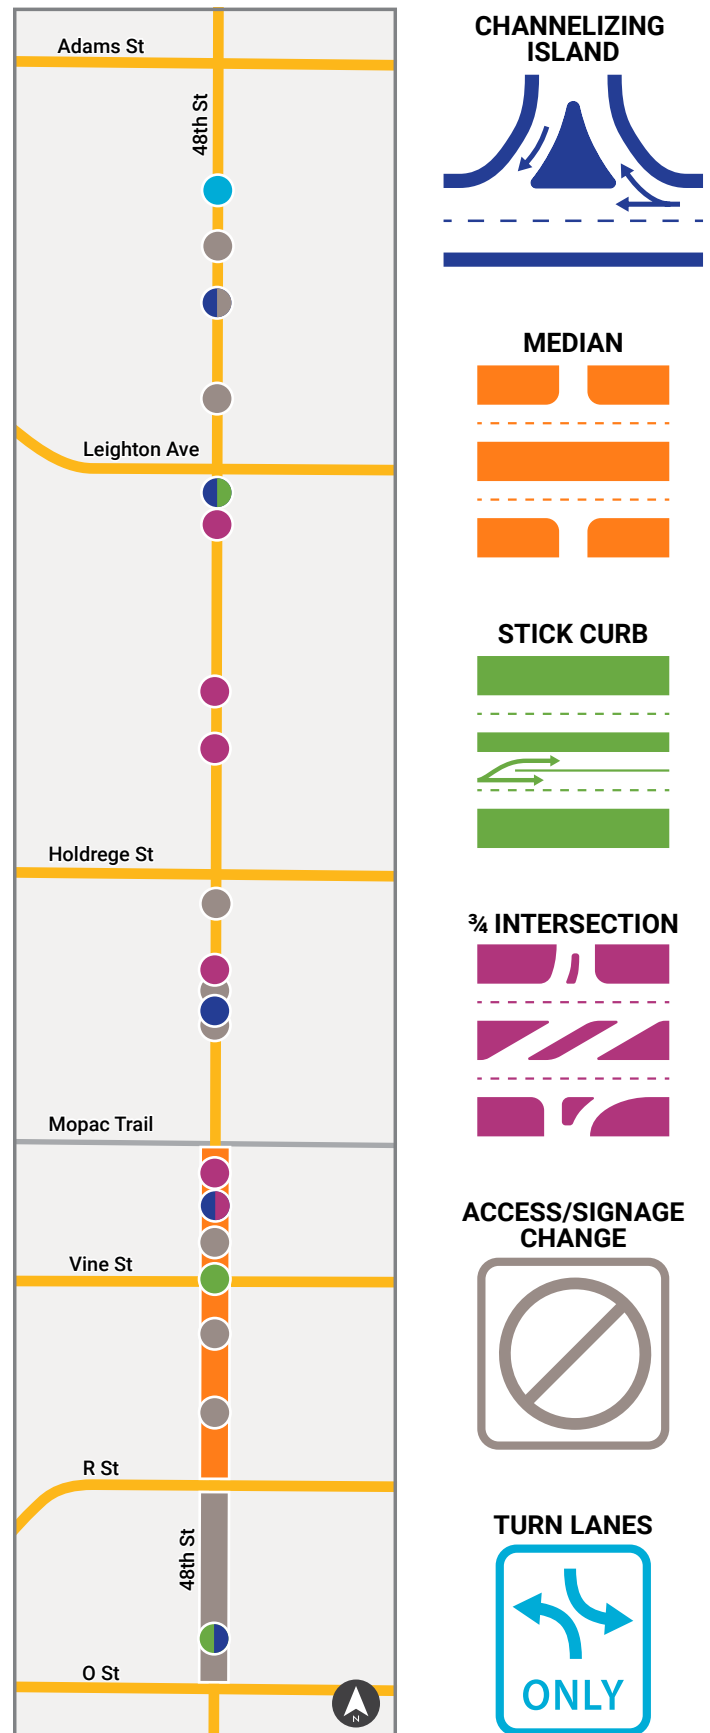 Adams St
48th St
Leighton Ave
Holdrege St
Mopac Trail
Vine St
R St
48th St
O St
N
CHANNELIZING
ISLAND
MEDIAN
STICK CURB
¾ INTERSECTION
ACCESS/SIGNAGE
CHANGE
TURN LANES
ONLY